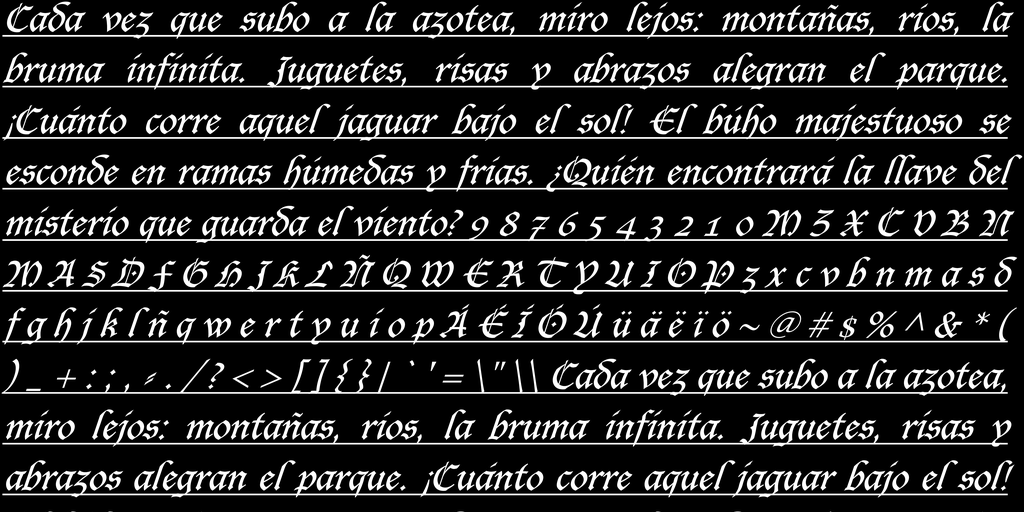 Cada vez que subo a la azotea, miro lejos: montañas, ríos, la
bruma infinita. Juguetes, risas y abrazos alegran el parque.
¡Cuánto corre aquel jaguar bajo el sol! El búho majestuoso se
esconde en ramas húmedas y frías. ¿Quién encontrará la llave del
misterio que guarda el viento? 9 8 7 6 5 4 3 2 1 0 M Z X C V B N
M A S D F G H J K L Ñ Q W E R T Y U I O P z x c v b n m a s d
f g h j k l ñ q w e r t y u i o p Á É Í Ó Ú ü ä ë ï ö ~ @ # $ % ^ & * (
) _ + : ; , - . / ? < > [ ] { } | ` ' = \ " \\ Cada vez que subo a la azotea,
miro lejos: montañas, ríos, la bruma infinita. Juguetes, risas y
abrazos alegran el parque. ¡Cuánto corre aquel jaguar bajo el sol!